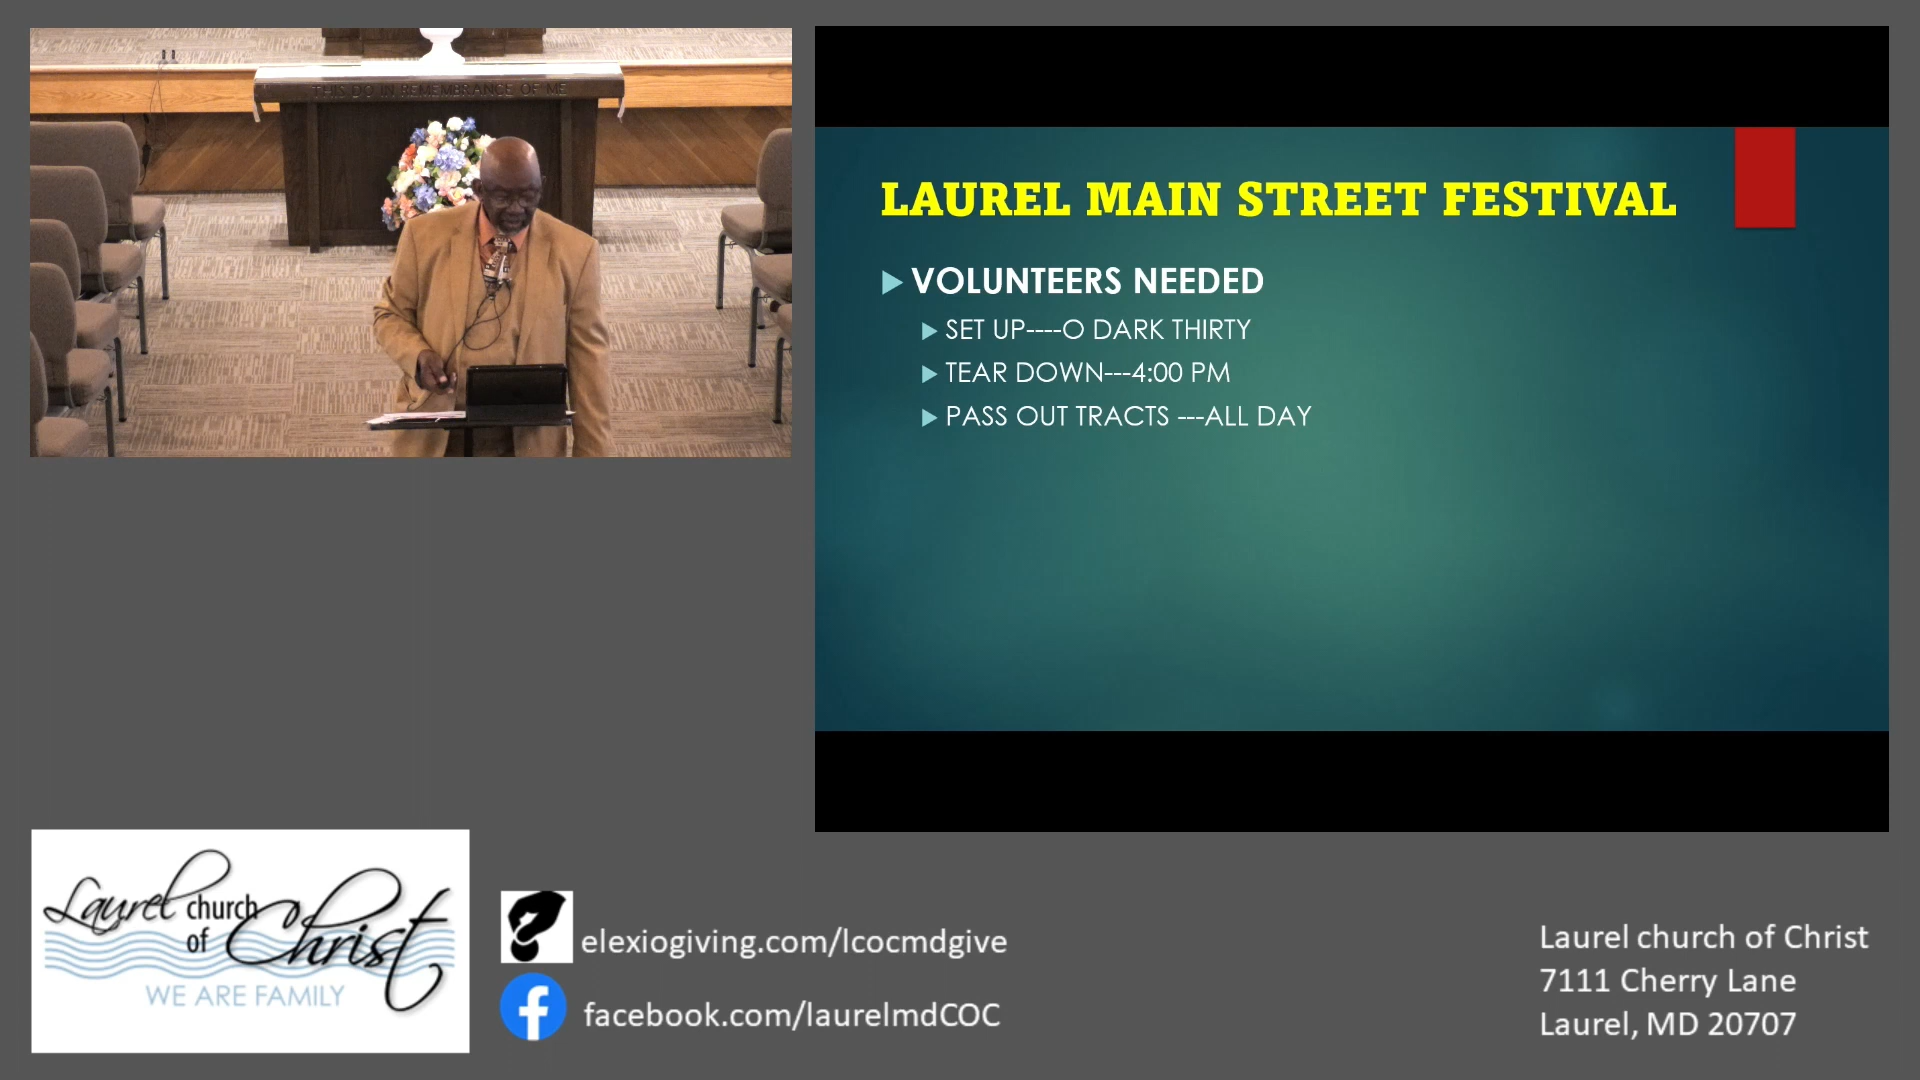 THIS DO IN REMEMBRANCE OF ME
LAUREL MAIN STREET FESTIVAL
VOLUNTEERS NEEDED
SET UP----O DARK THIRTY
TEAR DOWN---4:00 PM
PASS OUT TRACTS ---ALL DAY
Laurel church of Christ
WE ARE FAMILY
elexiogiving.com/lcocmdgive
facebook.com/laurelmdCOC
Laurel church of Christ
7111 Cherry Lane
Laurel, MD 20707